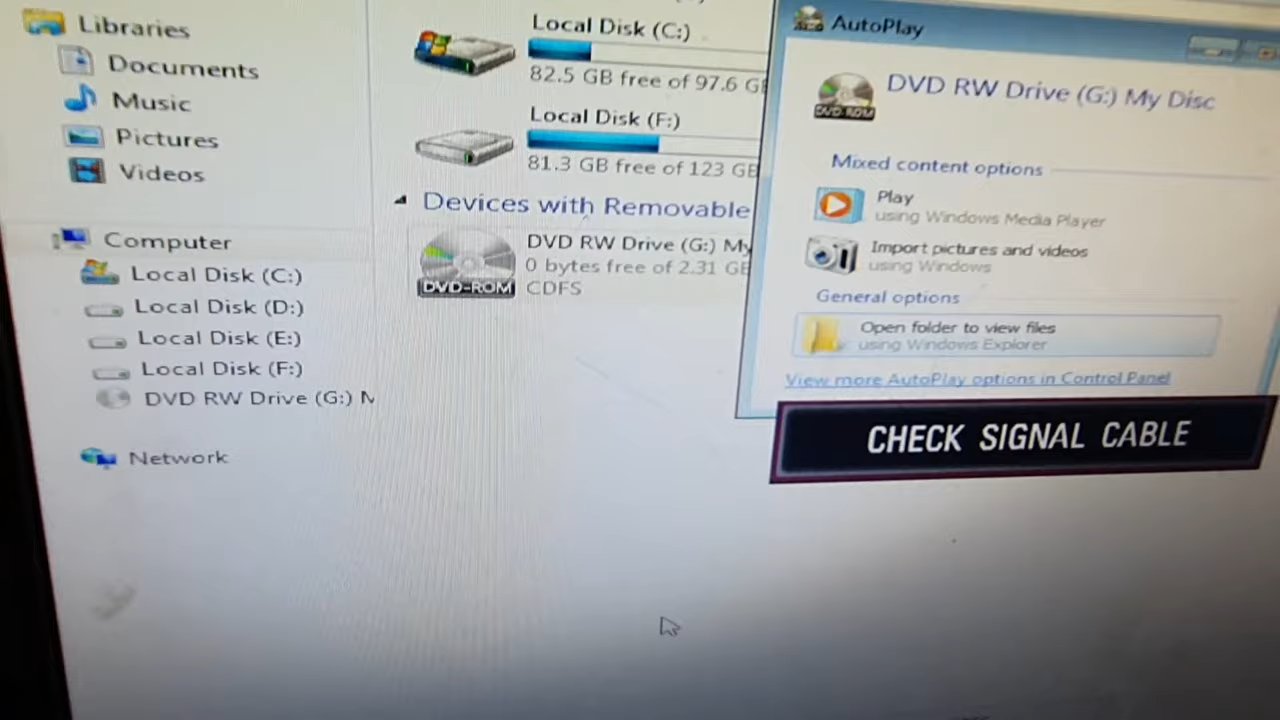 Libraries
Documents
Music
Pictures
Videos
Computer
Local Disk (C:)
Local Disk (D:)
Local Disk (E:)
Local Disk (F:)
DVD RW Drive (G:) M
Network
Local Disk (C:)
82.5 GB free of 97.6 GB
Local Disk (F:)
81.3 GB free of 123 GB
Devices with Removable
DVD RW Drive (G:) My
0 bytes free of 2.31 GB
CDFS
DVD-ROM
AutoPlay
DVD-ROM
DVD RW Drive (G:) My Disc
Mixed content options
Play
using Windows Media Player
Import pictures and videos
using Windows
General options
Open folder to view files
using Windows Explorer
View more AutoPlay options in Control Panel
CHECK SIGNAL CABLE